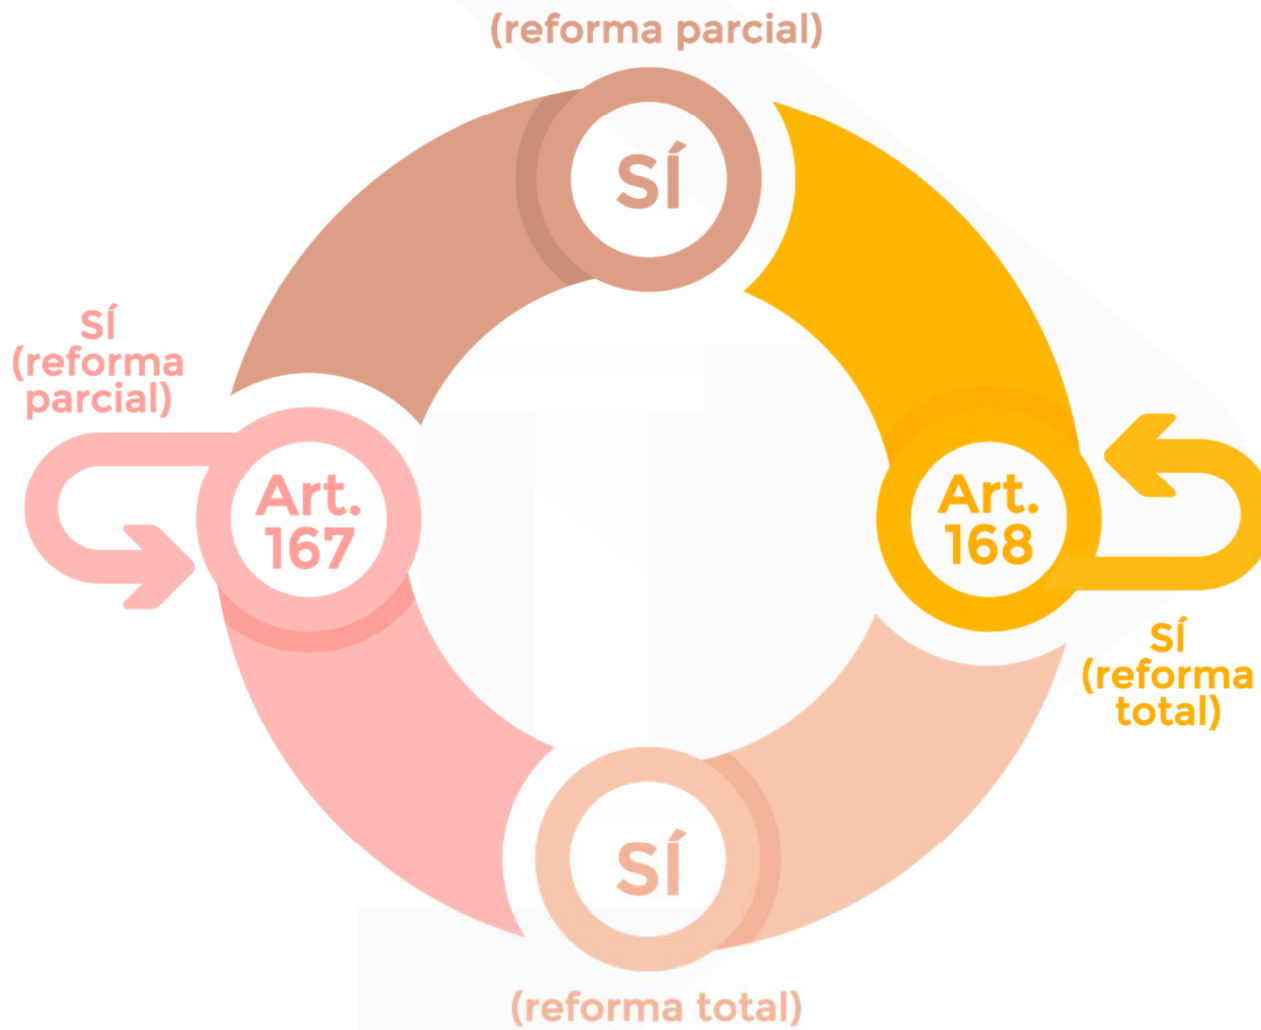 (reforma parcial)
SÍ
SÍ
(reforma
parcial)
Art.
167
Art.
168
SÍ
(reforma
total)
SÍ
(reforma total)